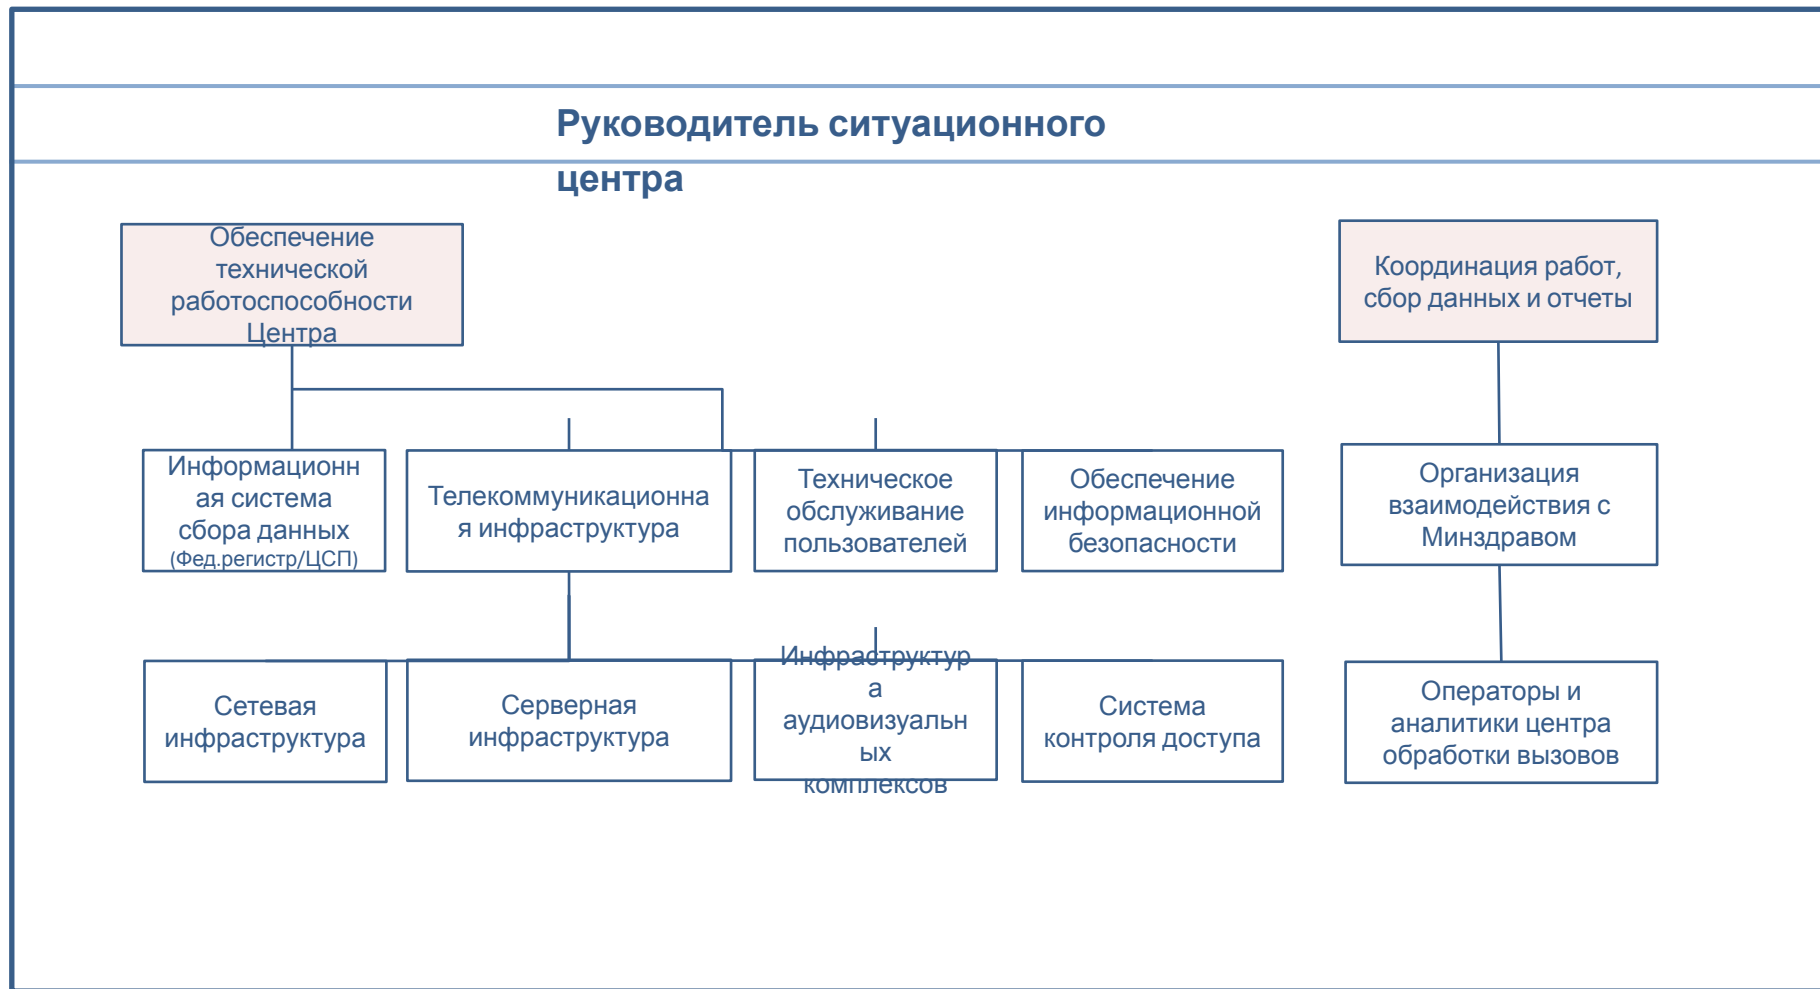 Руководитель ситуационного
центра
Обеспечение
технической
работоспособности
Центра
Координация работ,
сбор данных и отчеты
Информационн
ая система
сбора данных
(Фед.регистр/ЦСП)
Телекоммуникационна
я инфраструктура
Техническое
обслуживание
пользователей
Обеспечение
информационной
безопасности
Организация
взаимодействия с
Минздравом
Сетевая
инфраструктура
Серверная
инфраструктура
Инфраструктур
а
аудиовизуальн
ых
комплексов
Система
контроля доступа
Операторы и
аналитики центра
обработки вызовов